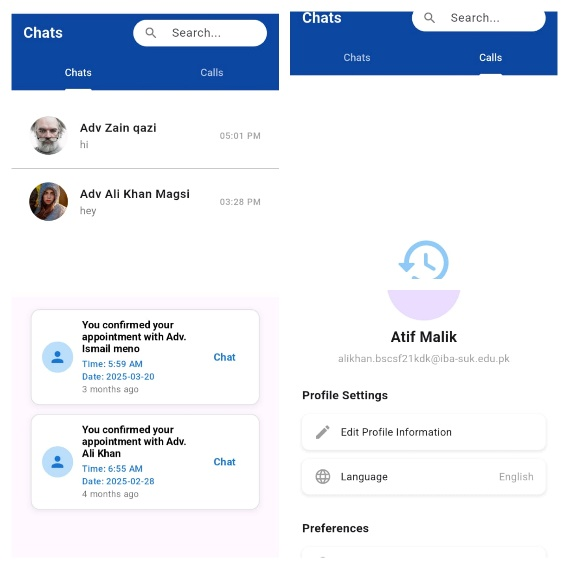 Chats
Search...
Chats
Calls
Adv Zain qazi
hi
05:01 PM
Adv Ali Khan Magsi
hey
03:28 PM
You confirmed your
appointment with Adv.
Ismail meno
Time: 5:59 AM
Date: 2025-03-20
3 months ago
Chat
You confirmed your
appointment with Adv.
Ali Khan
Time: 6:55 AM
Date: 2025-02-28
4 months ago
Chat
Chats
Search...
Chats
Calls
Atif Malik
alikhan.bscsf21kdk@iba-suk.edu.pk
Profile Settings
Edit Profile Information
Language
English
Preferences